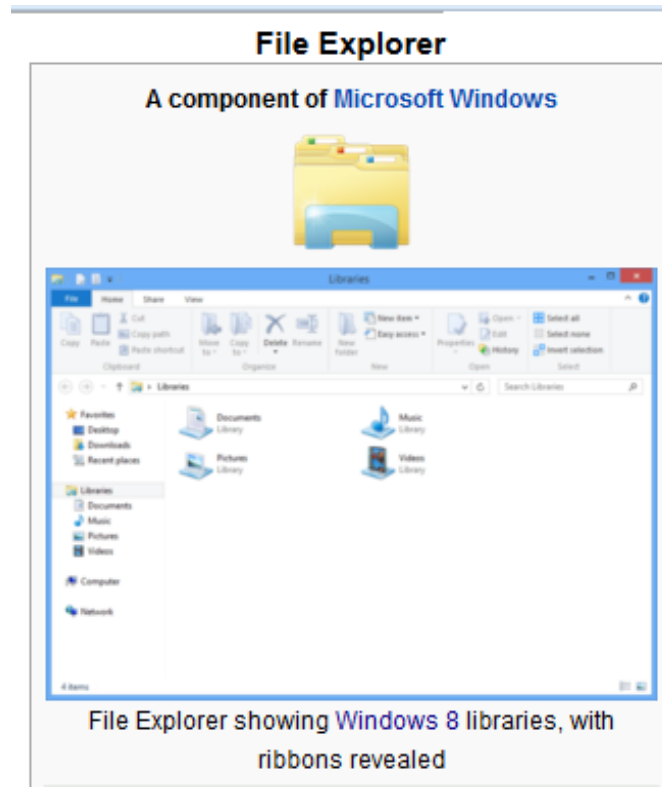 File Explorer
A component of Microsoft Windows
Libraries
File Home Share View
Cut
Copy path
Paste shortcut
Copy Paste
Move to
Copy to
Delete Rename
New folder
New item
Easy access
Properties
Open
Edit
History
Select all
Select none
Invert selection
Clipboard Organize New Open Select
Libraries
Search Libraries
Favorites
Desktop
Downloads
Recent places
Libraries
Documents
Music
Pictures
Videos
Computer
Network
Documents
Library
Music
Library
Pictures
Library
Videos
Library
4 items
File Explorer showing Windows 8 libraries, with
ribbons revealed